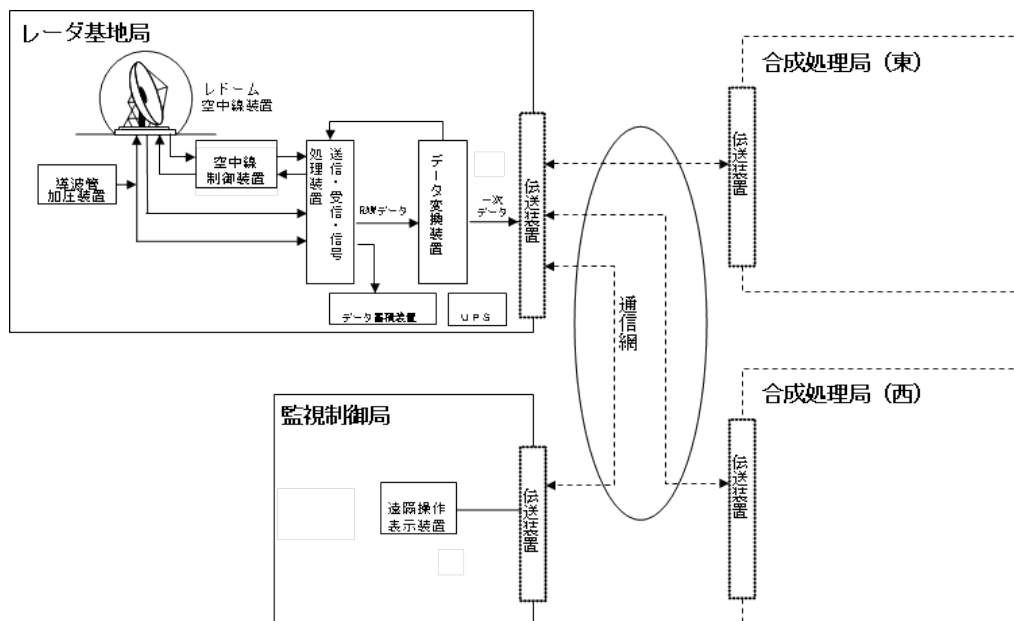 レーダ基地局
レドーム
空中線装置
導波管
加圧装置
空中線
制御装置
送信・受信・信号
処理装置
RAWデータ
データ変換装置
一次
データ
データ蓄積装置
UPS
伝送装置
通信網
合成処理局（東）
伝送装置
監視制御局
遠隔操作
表示装置
伝送装置
合成処理局（西）
伝送装置